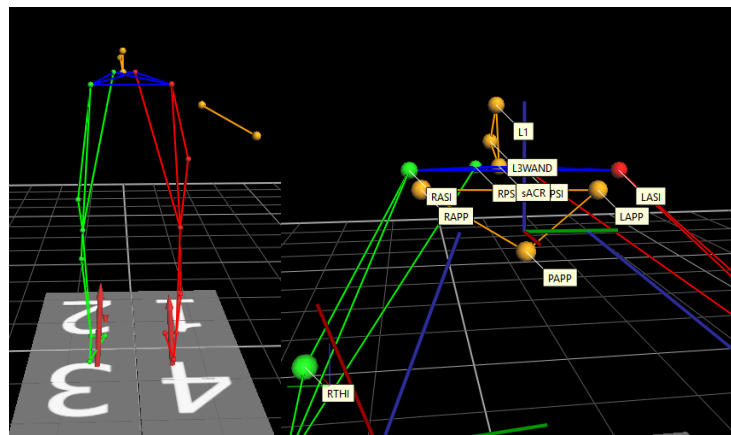 2 1
3 4
L1
L3WAND
RASI RPS sACR PSI LASI
RAPP LAPP
PAPP
RTHI